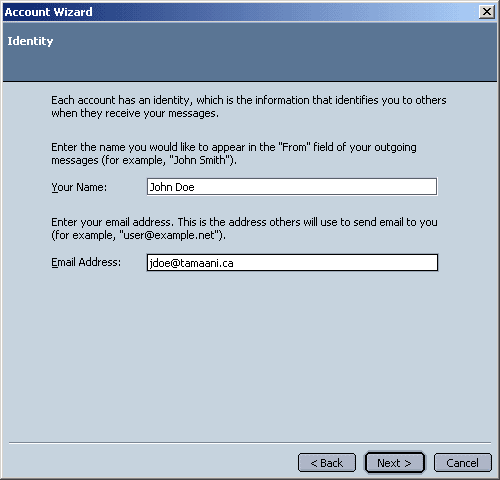 Account Wizard
Identity
Each account has an identity, which is the information that identifies you to others
when they receive your messages.
Enter the name you would like to appear in the "From" field of your outgoing
messages (for example, "John Smith").
Your Name: John Doe
Enter your email address. This is the address others will use to send email to you
(for example, "user@example.net").
Email Address: jdoe@tamaani.ca
< Back Next > Cancel